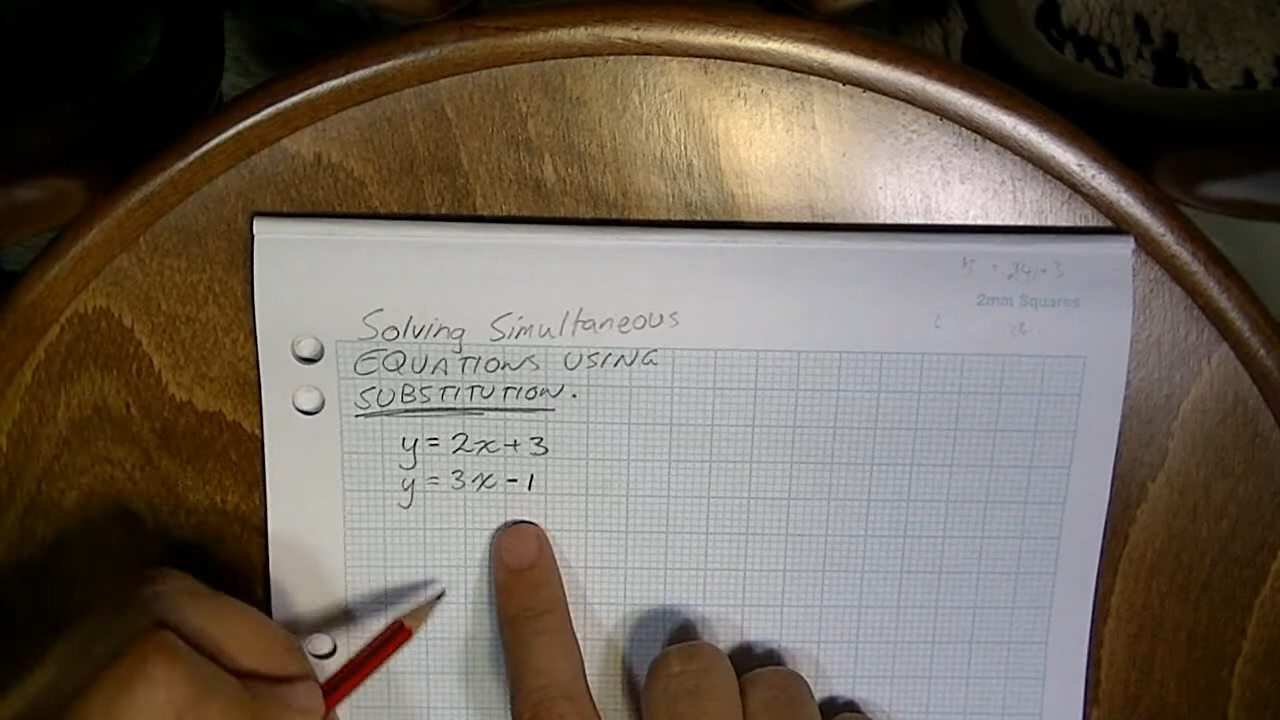 2mm Squares
Solving Simultaneous
EQUATIONS USING
SUBSTITUTION.
y = 2x + 3
y = 3x - 1